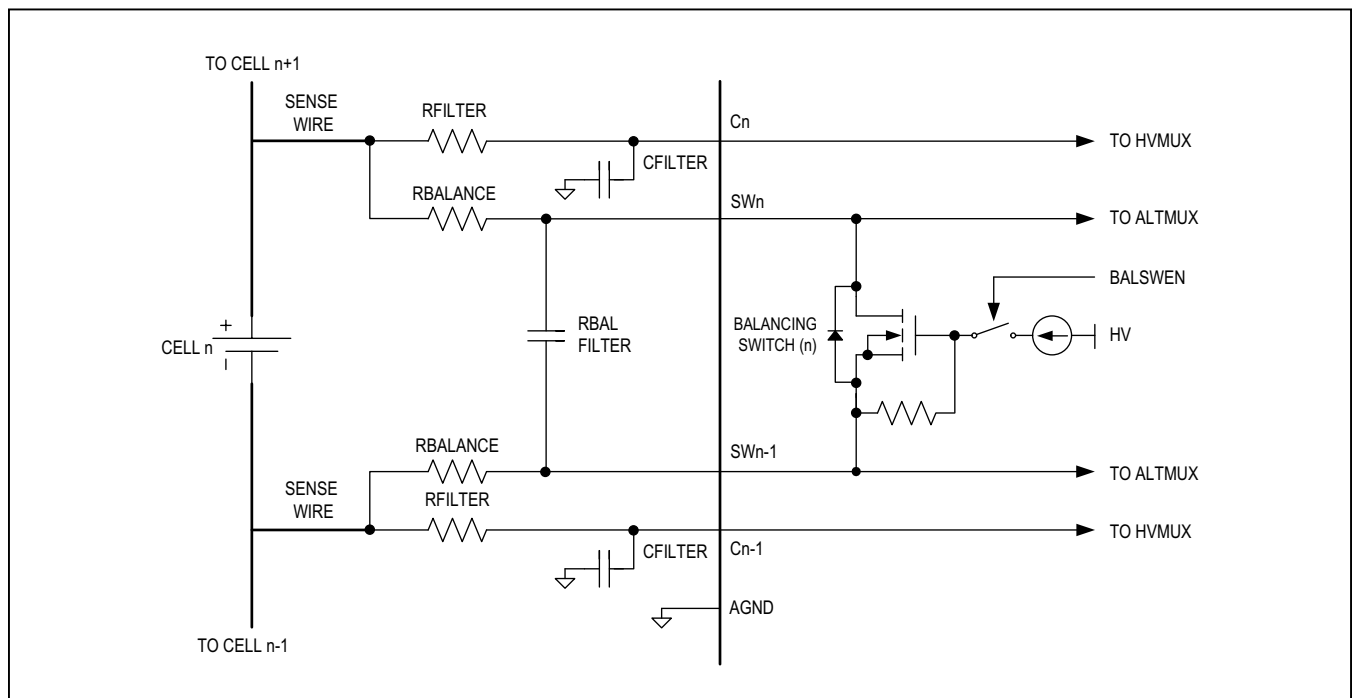 TO CELL n+1
SENSE
WIRE
RFILTER
Cn
TO HVMUX
CFILTER
RBALANCE
SWn
TO ALTMUX
BALSWEN
+
CELL n
–
RBAL
FILTER
BALANCING
SWITCH (n)
HV
RBALANCE
SWn-1
TO ALTMUX
SENSE
WIRE
RFILTER
TO HVMUX
CFILTER
Cn-1
AGND
TO CELL n-1